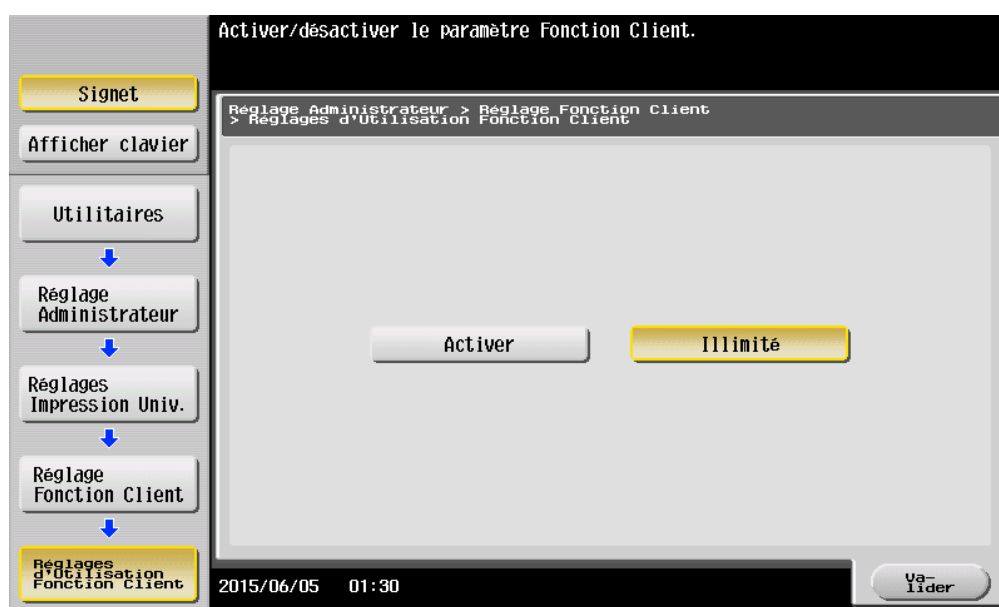 Activer/désactiver le paramètre Fonction Client.
Signet
Afficher clavier
Réglage Administrateur > Réglage Fonction Client
> Réglages d'Utilisation Fonction Client
Utilitaires
Réglage
Administrateur
Réglages
Impression Univ.
Réglage
Fonction Client
Réglages
d'Utilisation
Fonction Client
Activer
Illimité
2015/06/05 01:30
Va-
lider